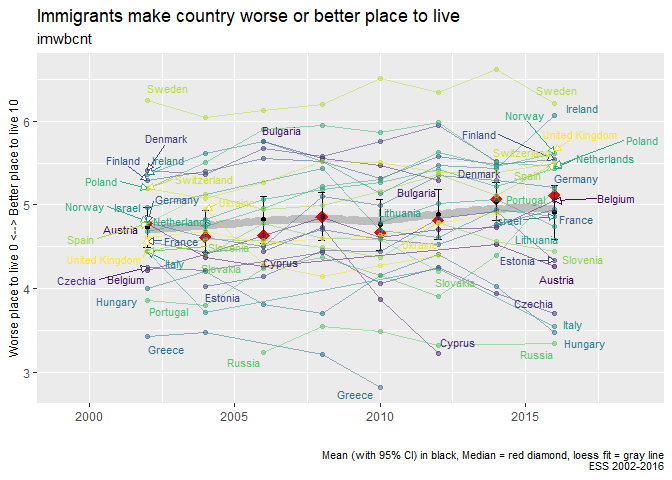 Immigrants make country worse or better place to live
imwbcnt
Worse place to live 0 <--> Better place to live 10
Sweden
Sweden
Ireland
Norway
Denmark
Bulgaria
Finland
United Kingdom
Poland
Finland
Ireland
Switzerland
Netherlands
Poland
Switzerland
Denmark
Spain
Germany
Bulgaria
Germany
Portugal
Belgium
Norway
Israel
Ukraine
Lithuania
Netherlands
Israel
France
Austria
Spain
France
Slovenia
Ukraine
Lithuania
United Kingdom
Italy
Cyprus
Estonia
Slovenia
Czechia
Belgium
Slovakia
Slovakia
Austria
Hungary
Estonia
Czechia
Portugal
Italy
Greece
Cyprus
Hungary
Russia
Russia
Greece
6
5
4
3
2000
2005
2010
2015
Mean (with 95% CI) in black, Median = red diamond, loess fit = gray line
ESS 2002-2016